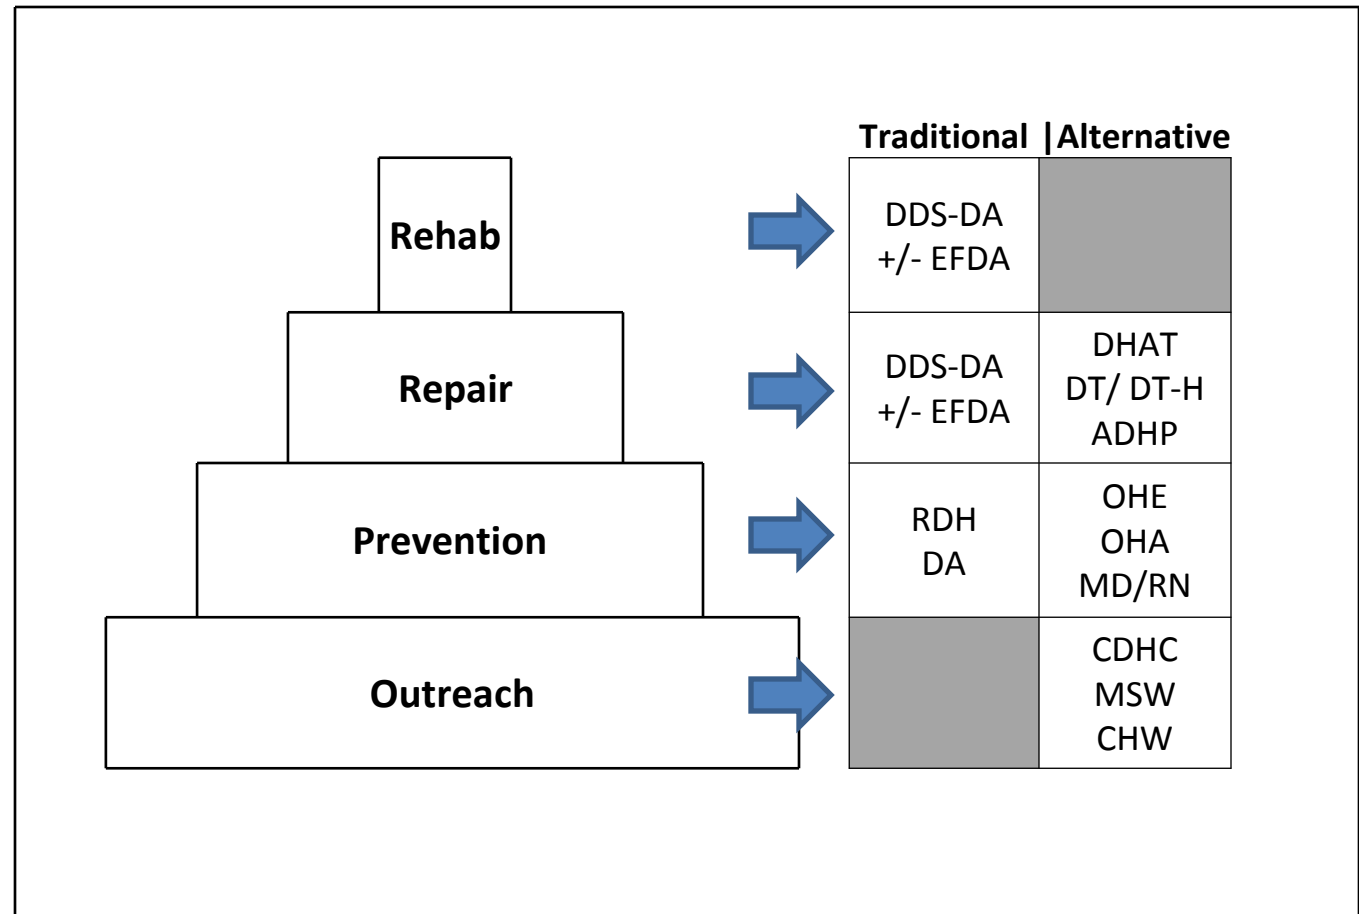 Traditional |Alternative
Rehab
DDS-DA
+/- EFDA
Repair
DDS-DA
+/- EFDA
DHAT
DT/ DT-H
ADHP
Prevention
RDH
DA
OHE
OHA
MD/RN
Outreach
CDHC
MSW
CHW